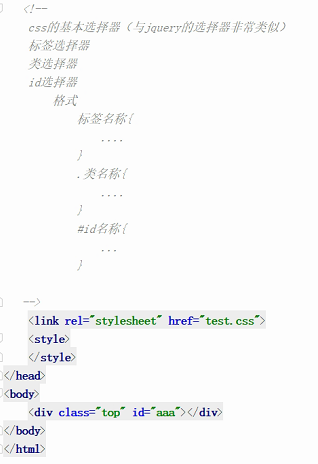 <!--
css的基本选择器（与jquery的选择器非常类似）
标签选择器
类选择器
id选择器
格式
标签名称{
....
}
.类名称{
....
}
#id名称{
...
}
-->
<link rel="stylesheet" href="test.css">
<style>
</style>
</head>
<body>
<div class="top" id="aaa"></div>
</body>
</html>